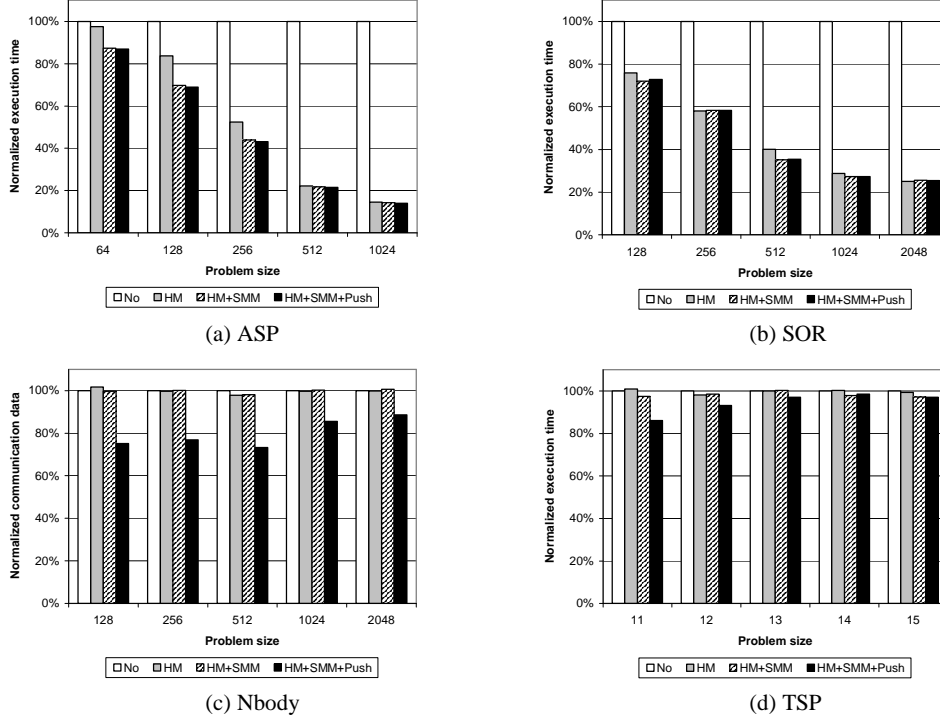 Normalized execution time
100%
80%
60%
40%
20%
0%
64 128 256 512 1024
Problem size
No HM HM+SMM HM+SMM+Push
(a) ASP
Normalized execution time
100%
80%
60%
40%
20%
0%
128 256 512 1024 2048
Problem size
No HM HM+SMM HM+SMM+Push
(b) SOR
Normalized communication data
100%
80%
60%
40%
20%
0%
128 256 512 1024 2048
Problem size
No HM HM+SMM HM+SMM+Push
(c) Nbody
Normalized execution time
100%
80%
60%
40%
20%
0%
11 12 13 14 15
Problem size
No HM HM+SMM HM+SMM+Push
(d) TSP